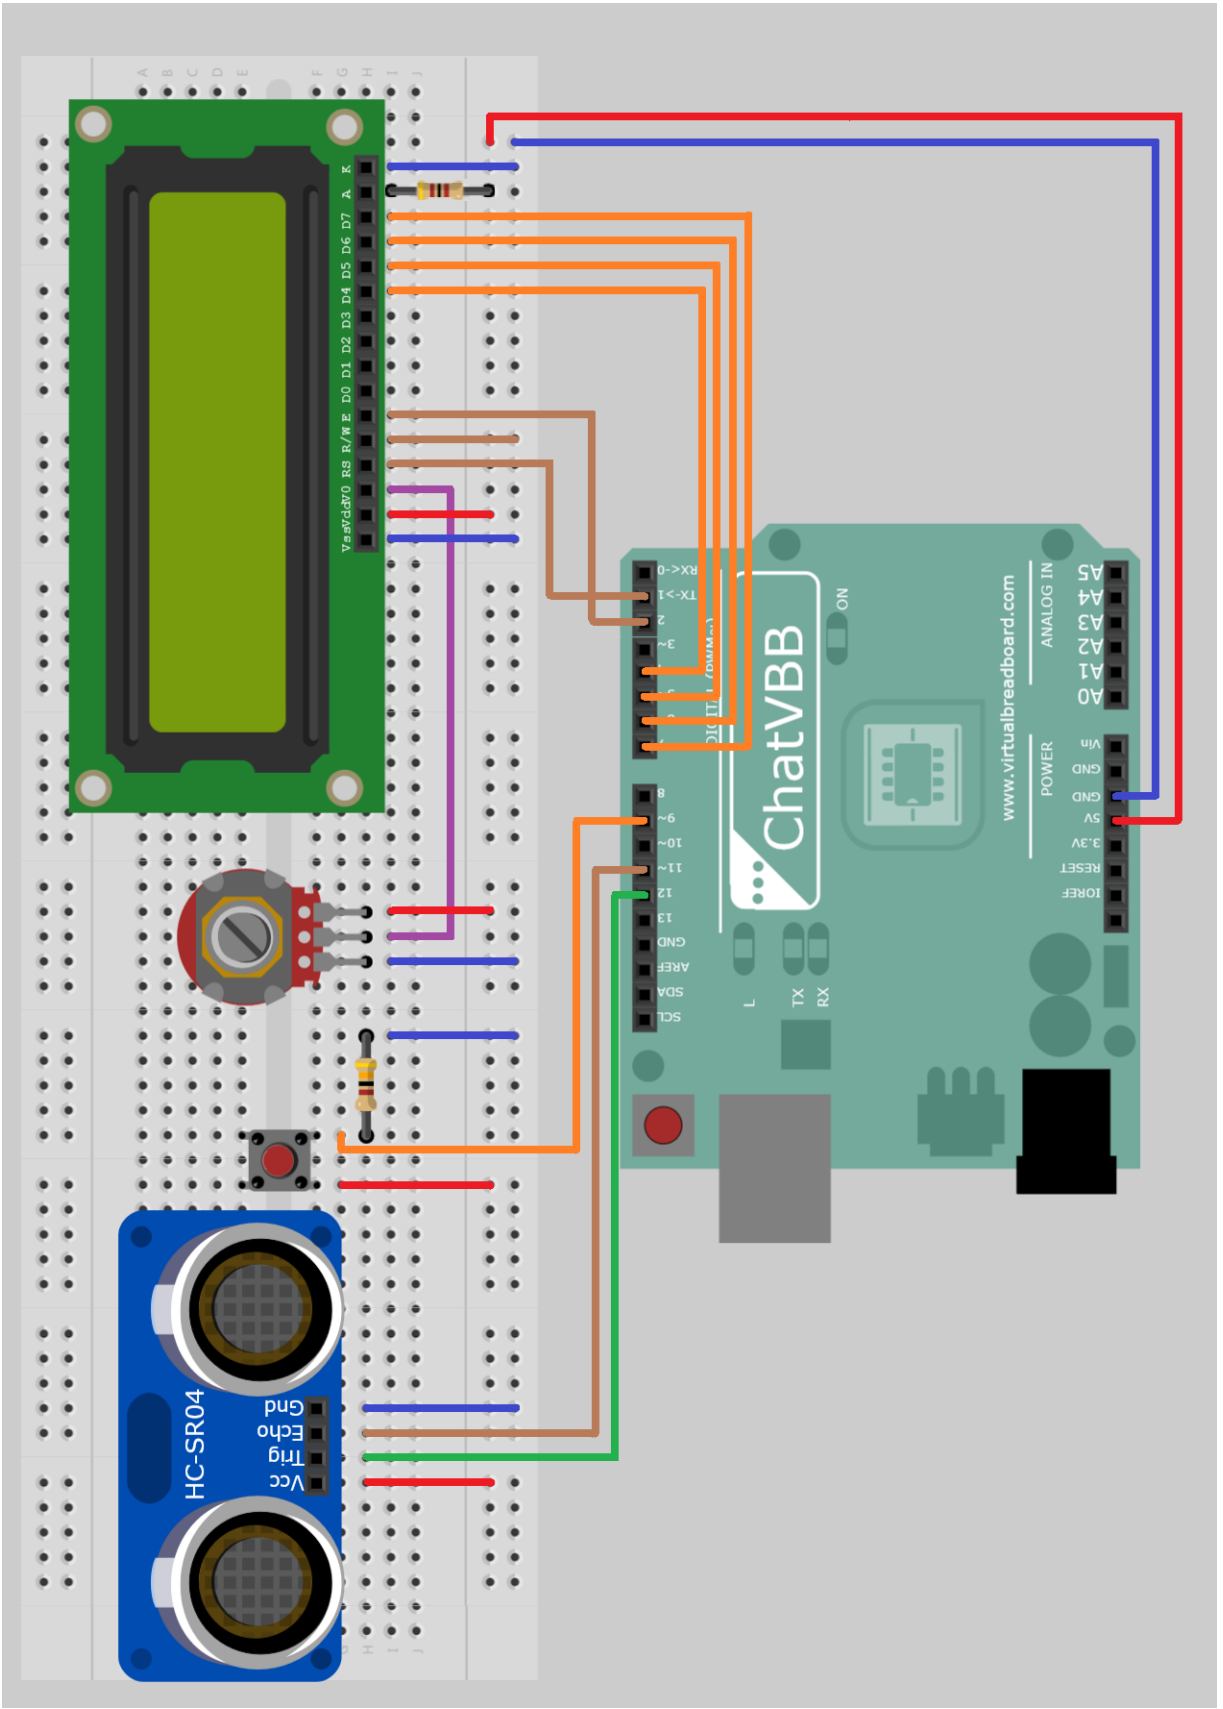 A B C D E F G H I J
K
A
D7
D6
D5
D4
D3
D2
D1
D0
E
R/W
RS
V0
Vdd
Vss
RX<-0
TX->1
2
3~
5~
8
9~
10~
11~
12
13
GND
AREF
SDA
SCL
DIGITAL (PWM=~)
ChatVBB
ON
L
TX
RX
www.virtualbreadboard.com
ANALOG IN
A5
A4
A3
A2
A1
A0
POWER
Vin
GND
GND
5V
3.3V
RESET
IOREF
HC-SR04
Gnd
Echo
Trig
Vcc
G H I J